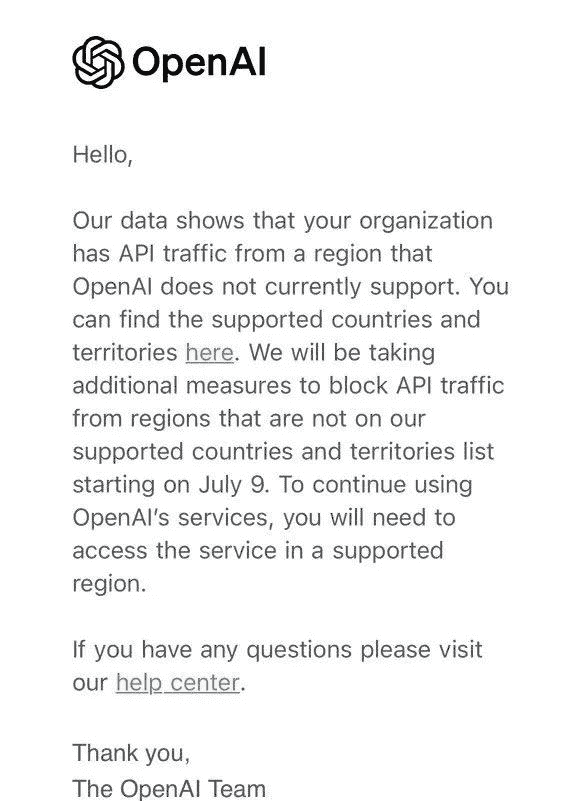 OpenAI
Hello,
Our data shows that your organization
has API traffic from a region that
OpenAI does not currently support. You
can find the supported countries and
territories here. We will be taking
additional measures to block API traffic
from regions that are not on our
supported countries and territories list
starting on July 9. To continue using
OpenAI’s services, you will need to
access the service in a supported
region.
If you have any questions please visit
our help center.
Thank you,
The OpenAI Team